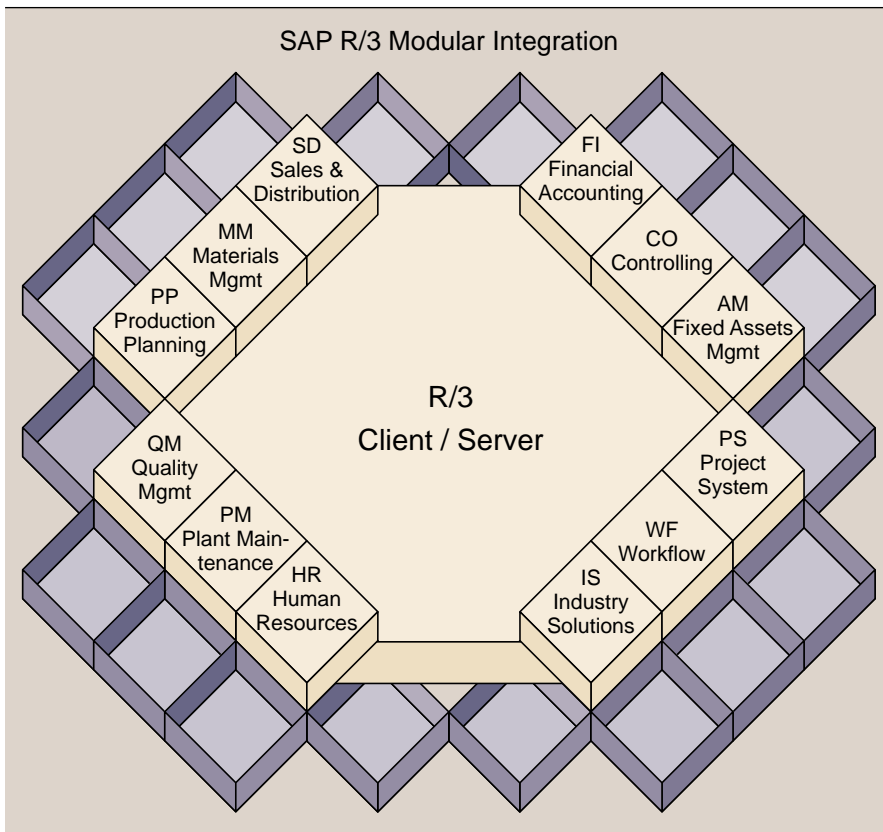 SAP R/3 Modular Integration
SD
Sales &
Distribution
MM
Materials
Mgmt
PP
Production
Planning
FI
Financial
Accounting
CO
Controlling
AM
Fixed Assets
Mgmt
R/3
Client / Server
QM
Quality
Mgmt
PM
Plant Main-
tenance
HR
Human
Resources
PS
Project
System
WF
Workflow
IS
Industry
Solutions